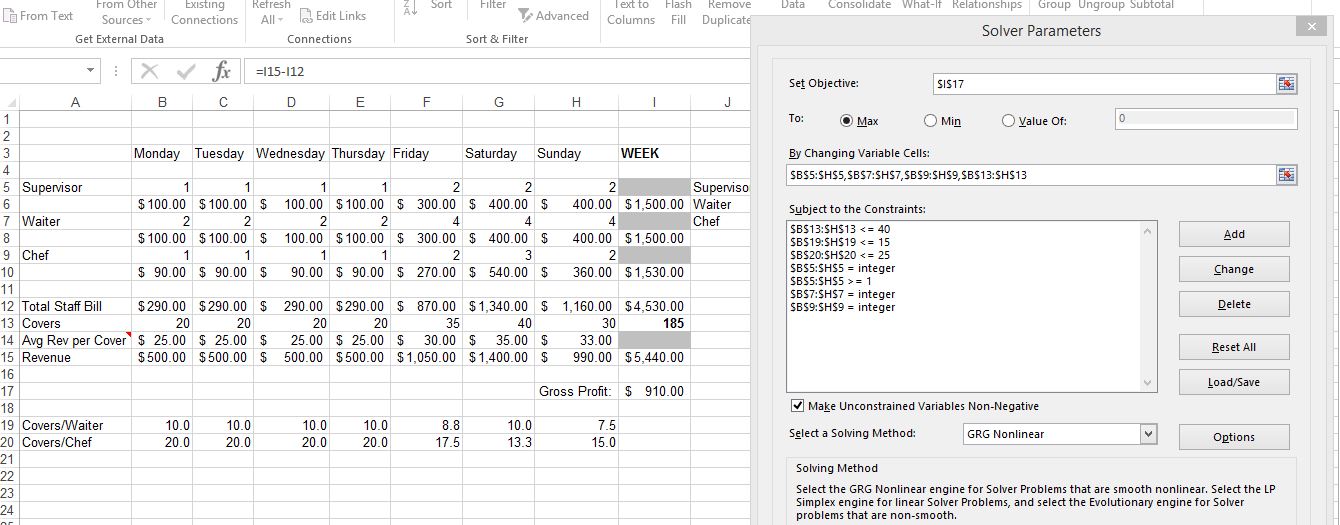 From Text
From Other Sources
Existing Connections
Refresh All
Edit Links
Sort
Filter
Advanced
Text to Columns
Flash Fill
Remove Duplicate
Data
Consolidate
What-If
Relationships
Group
Ungroup
Subtotal
Get External Data
Connections
Sort & Filter
fx =I15-I12
A B C D E F G H I J
1
2
3 Monday Tuesday Wednesday Thursday Friday Saturday Sunday WEEK
4
5 Supervisor 1 1 1 1 2 2 2 Superviso
6 $100.00 $100.00 $ 100.00 $100.00 $ 300.00 $ 400.00 $ 400.00 $1,500.00 Waiter
7 Waiter 2 2 2 2 4 4 4 Chef
8 $100.00 $100.00 $ 100.00 $100.00 $ 300.00 $ 400.00 $ 400.00 $1,500.00
9 Chef 1 1 1 1 2 3 2
10 $ 90.00 $ 90.00 $ 90.00 $ 90.00 $ 270.00 $ 540.00 $ 360.00 $1,530.00
11
12 Total Staff Bill $290.00 $290.00 $ 290.00 $290.00 $ 870.00 $1,340.00 $ 1,160.00 $4,530.00
13 Covers 20 20 20 20 35 40 30 185
14 Avg Rev per Cover $ 25.00 $ 25.00 $ 25.00 $ 25.00 $ 30.00 $ 35.00 $ 33.00
15 Revenue $500.00 $500.00 $ 500.00 $500.00 $1,050.00 $1,400.00 $ 990.00 $5,440.00
16
17 Gross Profit: $ 910.00
18
19 Covers/Waiter 10.0 10.0 10.0 10.0 8.8 10.0 7.5
20 Covers/Chef 20.0 20.0 20.0 20.0 17.5 13.3 15.0
21
22
23
24
Solver Parameters
Set Objective: $I$17
To: Max Min Value Of: 0
By Changing Variable Cells:
$B$5:$H$5,$B$7:$H$7,$B$9:$H$9,$B$13:$H$13
Subject to the Constraints:
$B$13:$H$13 <= 40
$B$19:$H$19 <= 15
$B$20:$H$20 <= 25
$B$5:$H$5 = integer
$B$5:$H$5 >= 1
$B$7:$H$7 = integer
$B$9:$H$9 = integer
Add
Change
Delete
Reset All
Load/Save
Make Unconstrained Variables Non-Negative
Select a Solving Method: GRG Nonlinear
Options
Solving Method
Select the GRG Nonlinear engine for Solver Problems that are smooth nonlinear. Select the LP
Simplex engine for linear Solver Problems, and select the Evolutionary engine for Solver
problems that are non-smooth.